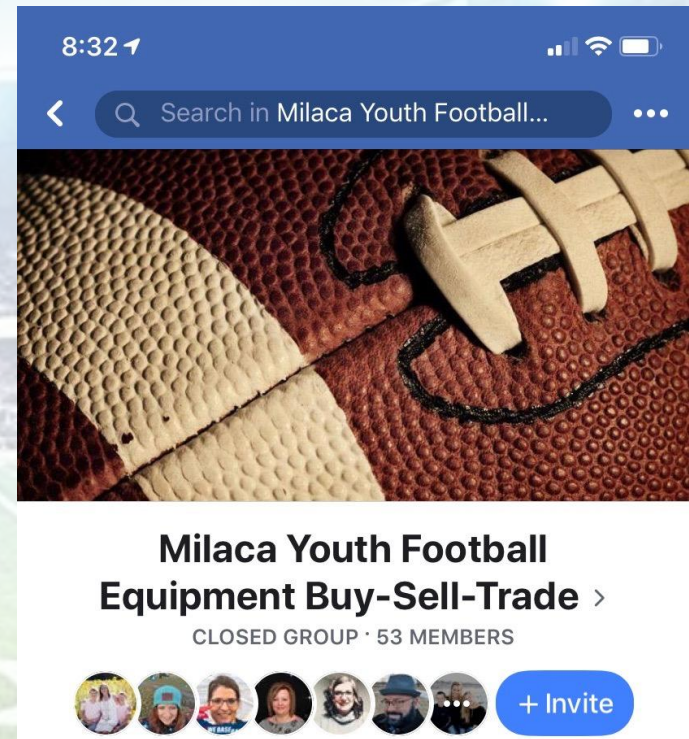 8:32
Search in Milaca Youth Football...
Milaca Youth Football
Equipment Buy-Sell-Trade >
CLOSED GROUP · 53 MEMBERS
+ Invite